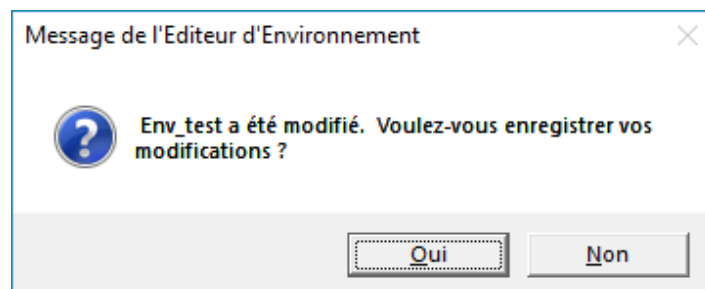 Message de l'Editeur d'Environnement
Env_test a été modifié.  Voulez-vous enregistrer vos
modifications ?
Oui
Non